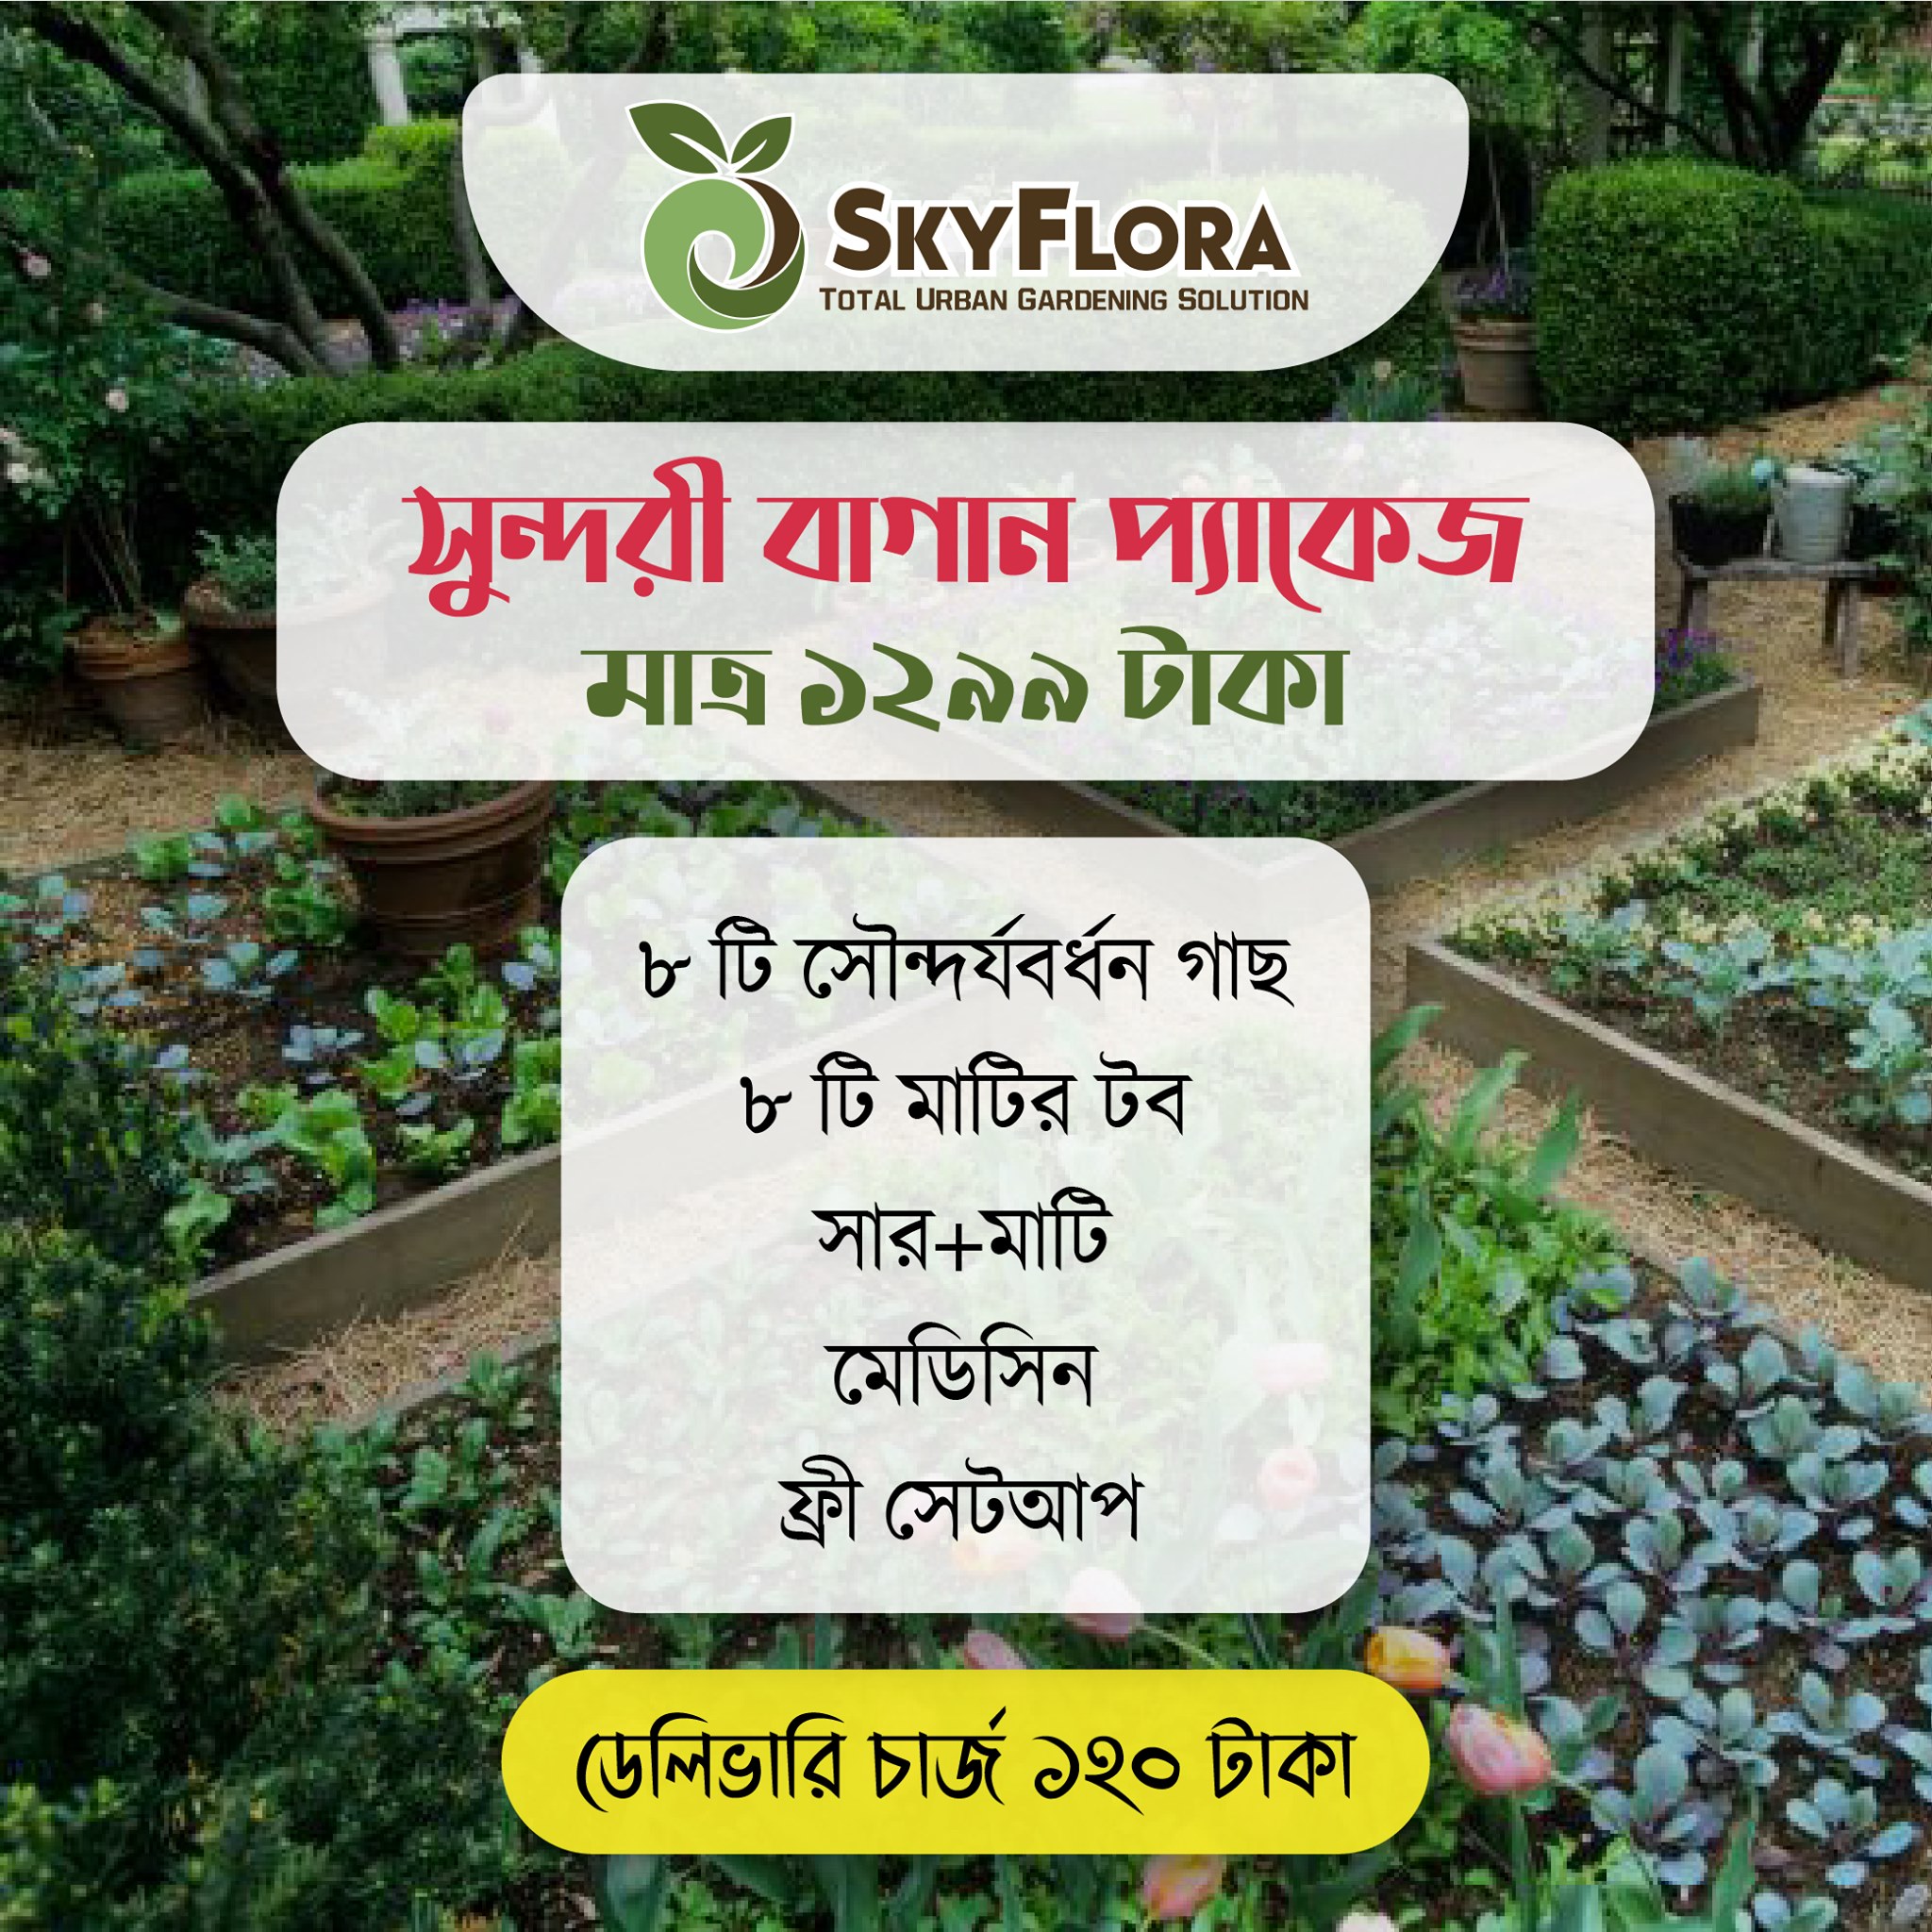 SKYFLORA
TOTAL URBAN GARDENING SOLUTION
সুন্দরী বাগান প্যাকেজ
মাত্র ১২৯৯ টাকা
৮ টি সৌন্দর্যবর্ধন গাছ
৮ টি মাটির টব
সার+মাটি
মেডিসিন
ফ্রী সেটআপ
ডেলিভারি চার্জ ১২০ টাকা